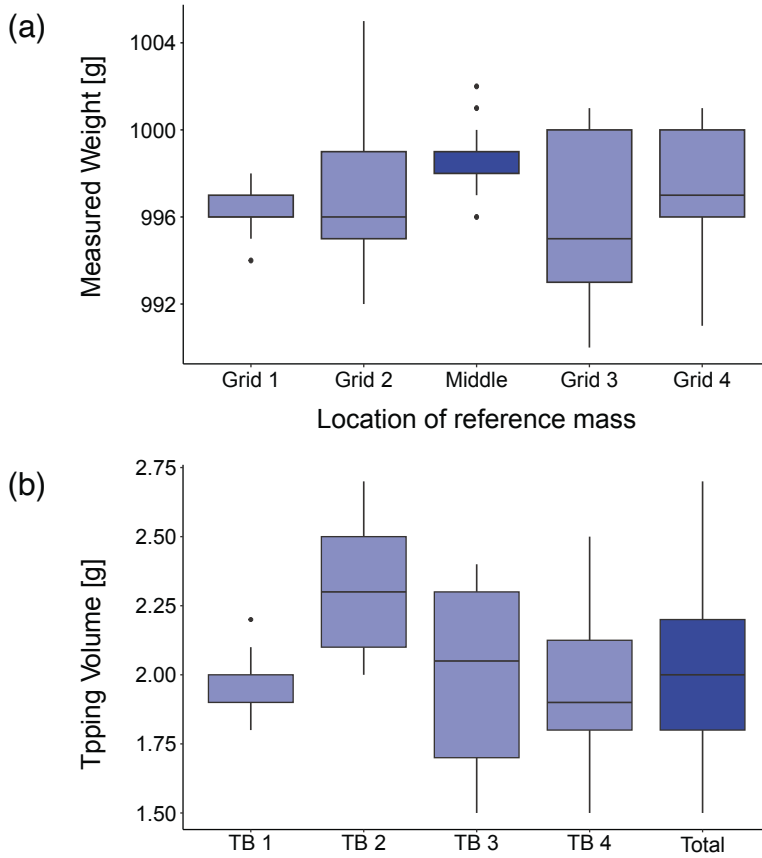 (a)
Measured Weight [g]
1004
1000
996
992
Grid 1 Grid 2 Middle Grid 3 Grid 4
Location of reference mass
(b)
Tpping Volume [g]
2.75
2.50
2.25
2.00
1.75
1.50
TB 1 TB 2 TB 3 TB 4 Total